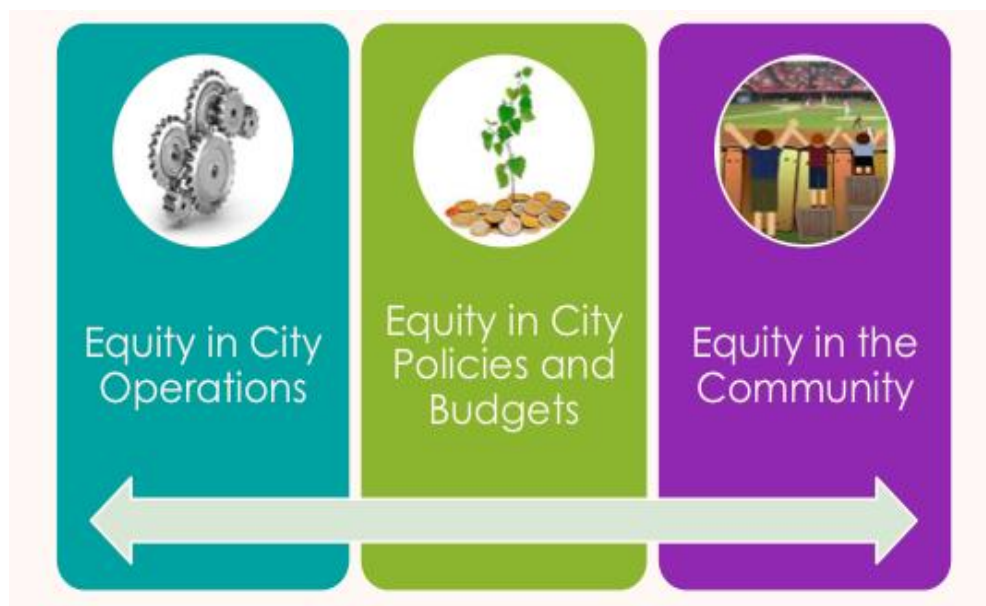 Equity in City
Operations
Equity in City
Policies and
Budgets
Equity in the
Community